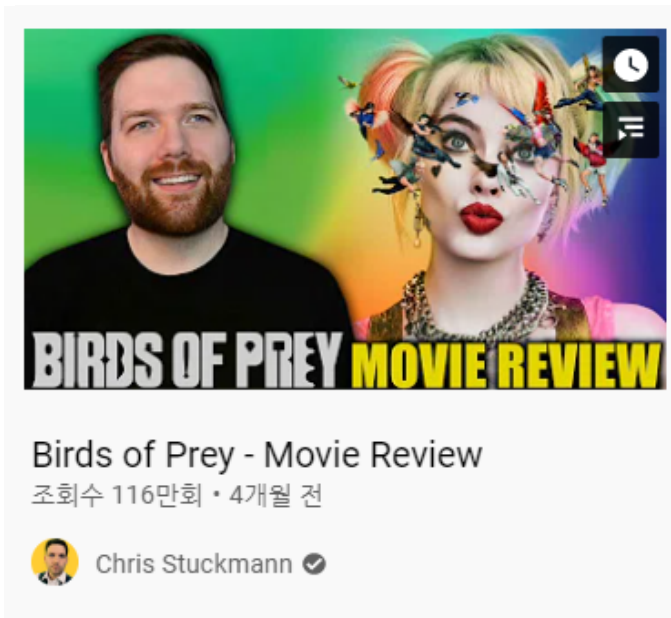 BIRDS OF PREY MOVIE REVIEW
Birds of Prey - Movie Review
조회수 116만회 • 4개월 전
Chris Stuckmann